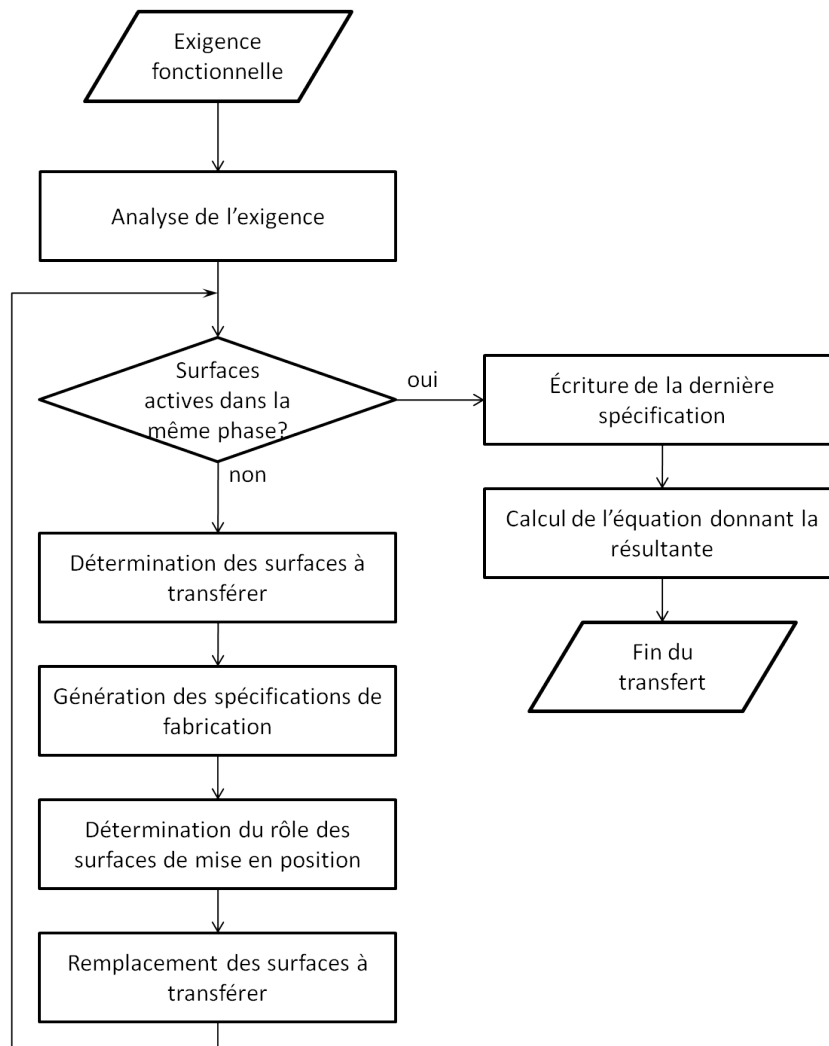 Exigence
fonctionnelle
Analyse de l’exigence
Surfaces
actives dans la
même phase?
oui
non
Écriture de la dernière
spécification
Calcul de l’équation donnant la
résultante
Fin du
transfert
Détermination des surfaces à
transférer
Génération des spécifications de
fabrication
Détermination du rôle des
surfaces de mise en position
Remplacement des surfaces à
transférer